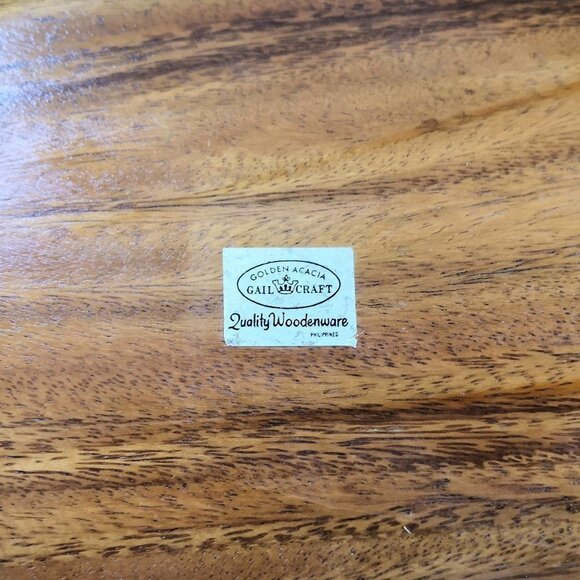 GOLDEN ACACIA
GAIL CRAFT
Quality Woodenware
PHILIPPINES